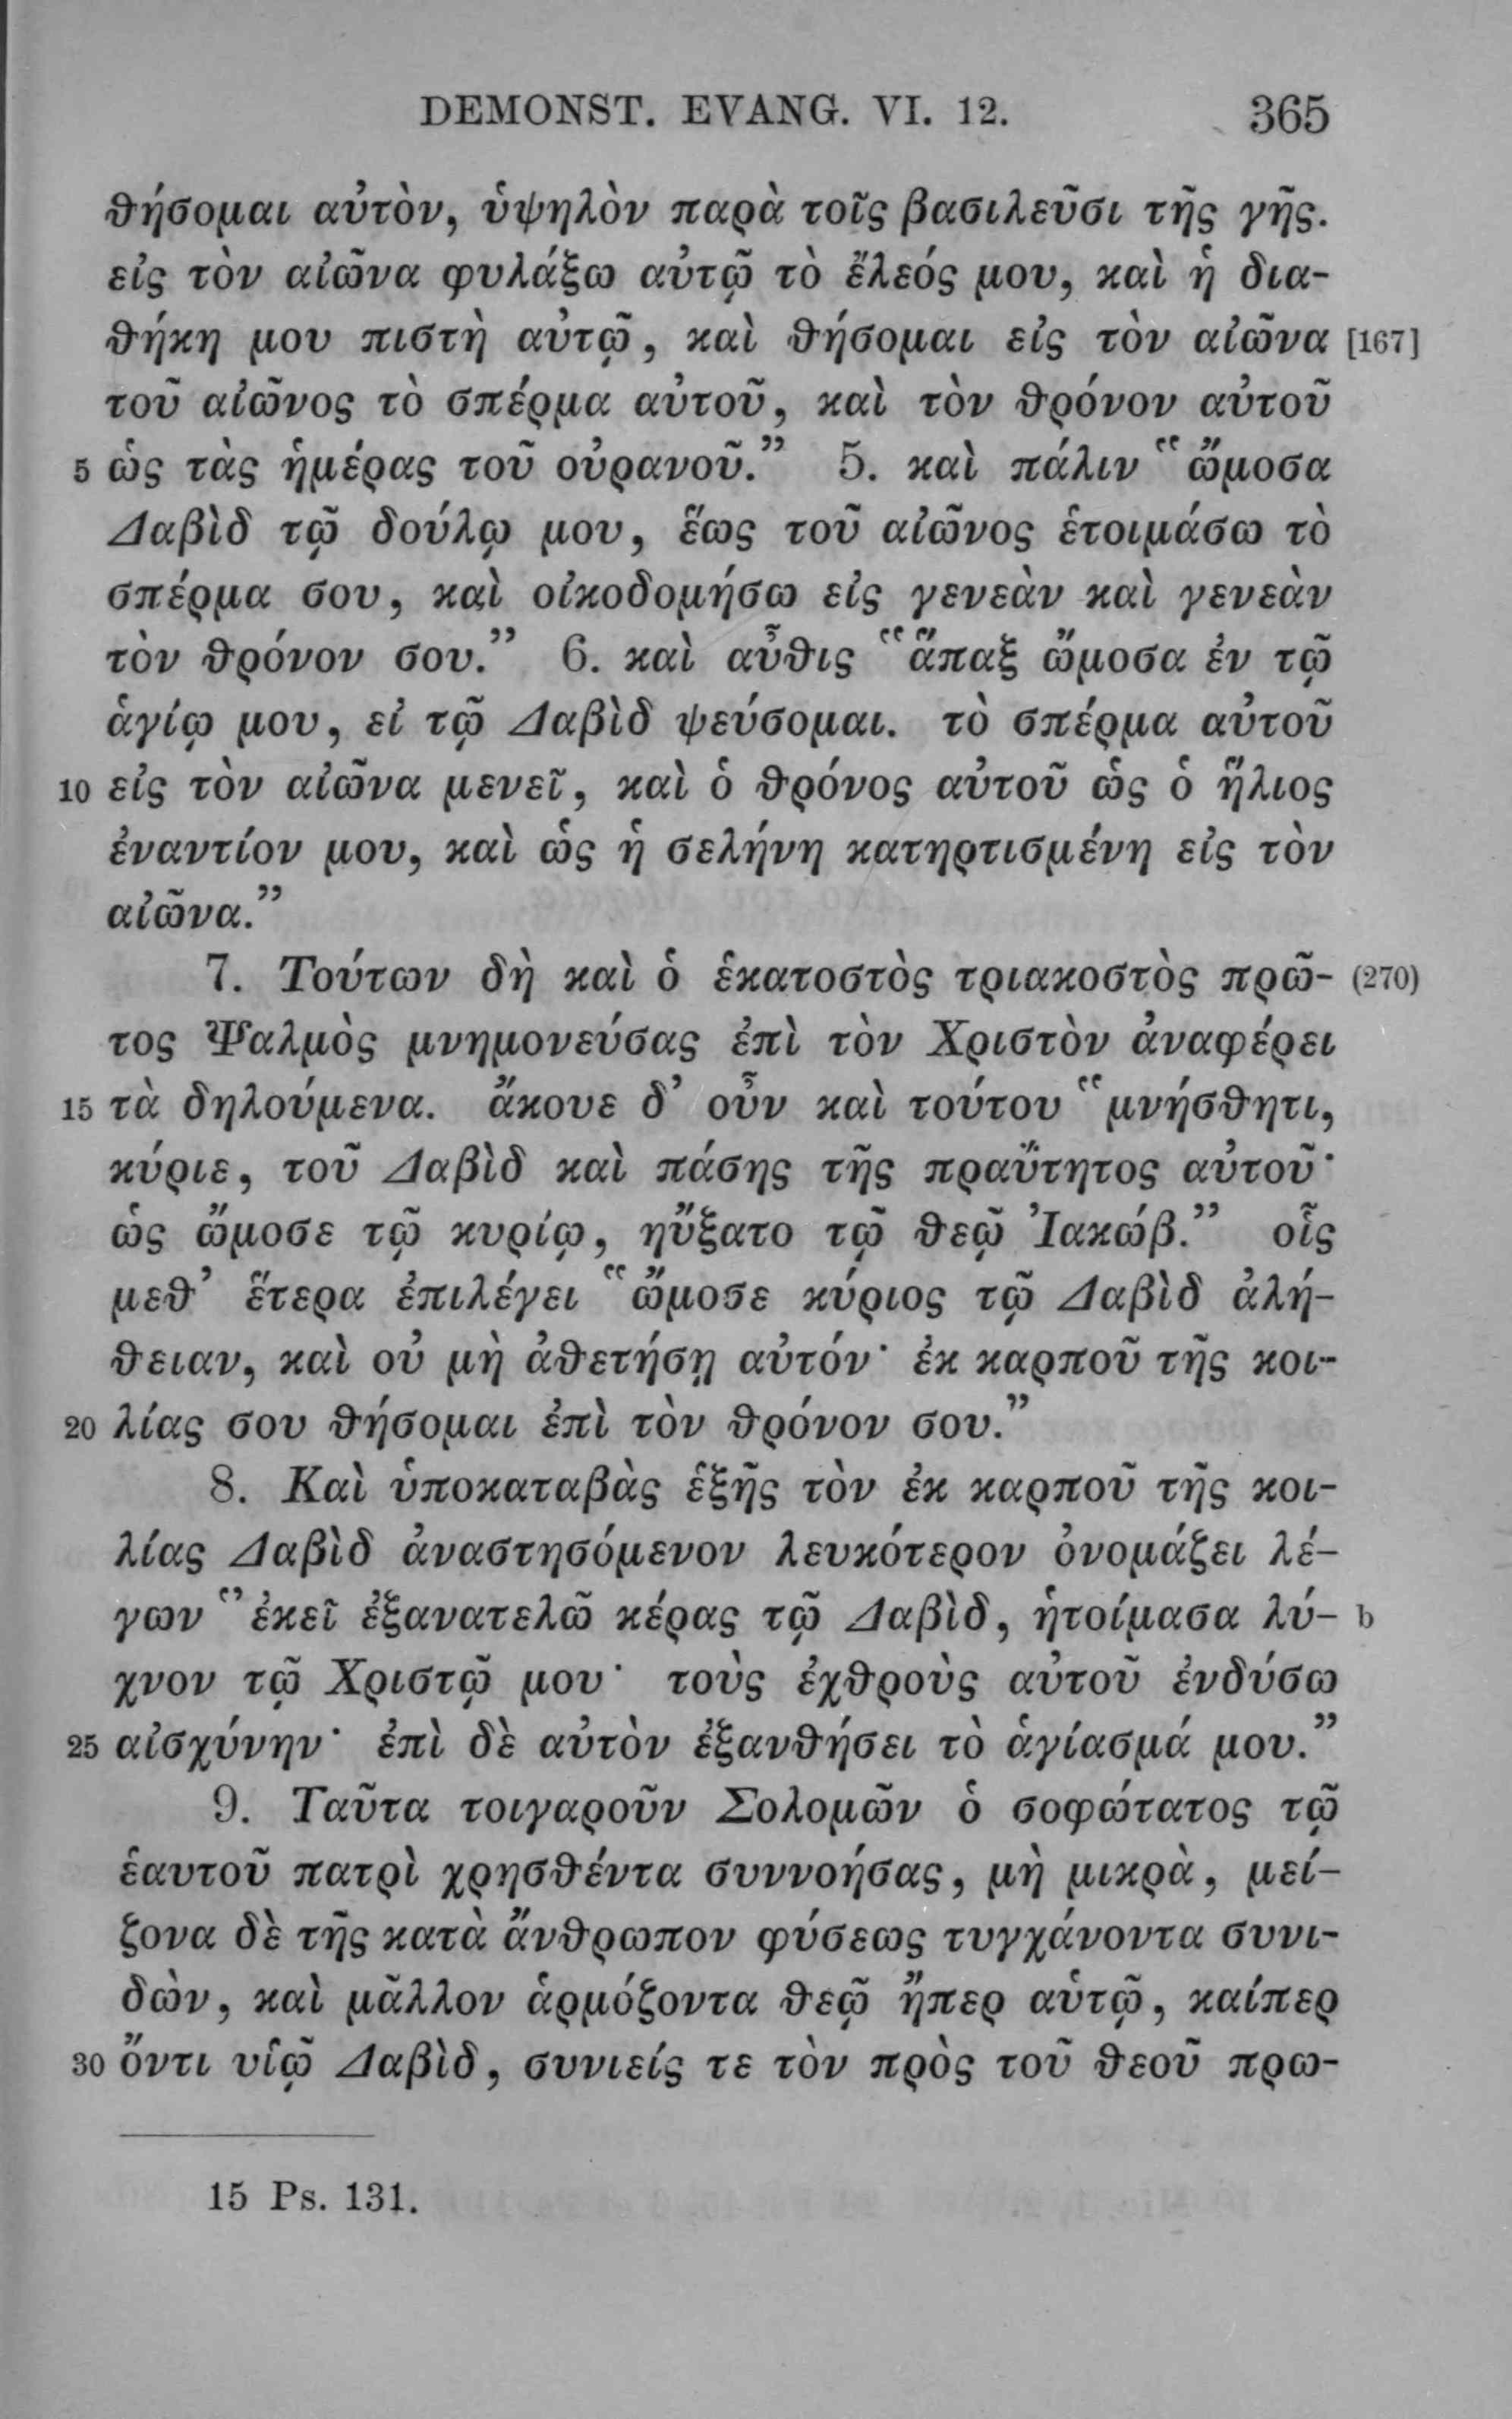 DEMONST. EVANG. VI. 12. 365
θήσομαι αὐτὸν, ὑψηλὸν παρὰ τοῖς βασιλεῦσι τῆς γῆς.
εἰς τὸν αἰῶνα φυλάξω αὐτῷ τὸ ἔλεός μου, καὶ ἡ δια-
θήκη μου πιστὴ αὐτῷ, καὶ θήσομαι εἰς τὸν αἰῶνα [167]
τοῦ αἰῶνος τὸ σπέρμα αὐτοῦ, καὶ τὸν θρόνον αὐτοῦ
5 ὡς τὰς ἡμέρας τοῦ οὐρανοῦ.” 5. καὶ πάλιν “ὤμοσα
Δαβὶδ τῷ δούλῳ μου, ἕως τοῦ αἰῶνος ἑτοιμάσω τὸ
σπέρμα σου, καὶ οἰκοδομήσω εἰς γενεὰν καὶ γενεὰν
τὸν θρόνον σου.” 6. καὶ αὖθις “ἅπαξ ὤμοσα ἐν τῷ
ἁγίῳ μου, εἰ τῷ Δαβὶδ ψεύσομαι. τὸ σπέρμα αὐτοῦ
10 εἰς τὸν αἰῶνα μενεῖ, καὶ ὁ θρόνος αὐτοῦ ὡς ὁ ἥλιος
ἐναντίον μου, καὶ ὡς ἡ σελήνη κατηρτισμένη εἰς τὸν
αἰῶνα.”
7. Τούτων δὴ καὶ ὁ ἑκατοστὸς τριακοστὸς πρῶ- (270)
τος Ψαλμὸς μνημονεύσας ἐπὶ τὸν Χριστὸν ἀναφέρει
15 τὰ δηλούμενα. ἄκουε δ’ οὖν καὶ τούτου “μνήσθητι,
κύριε, τοῦ Δαβὶδ καὶ πάσης τῆς πραΰτητος αὐτοῦ·
ὡς ὤμοσε τῷ κυρίῳ, ηὔξατο τῷ θεῷ Ἰακώβ.” οἷς
μεθ’ ἕτερα ἐπιλέγει “ὤμοσε κύριος τῷ Δαβὶδ ἀλή-
θειαν, καὶ οὐ μὴ ἀθετήσῃ αὐτόν· ἐκ καρποῦ τῆς κοι-
20 λίας σου θήσομαι ἐπὶ τὸν θρόνον σου.”
8. Καὶ ὑποκαταβὰς ἑξῆς τὸν ἐκ καρποῦ τῆς κοι-
λίας Δαβὶδ ἀναστησόμενον λευκότερον ὀνομάζει λέ-
γων “ἐκεῖ ἐξανατελῶ κέρας τῷ Δαβὶδ, ἡτοίμασα λύ- b
χνον τῷ Χριστῷ μου· τοὺς ἐχθροὺς αὐτοῦ ἐνδύσω
25 αἰσχύνην· ἐπὶ δὲ αὐτὸν ἐξανθήσει τὸ ἁγίασμά μου.”
9. Ταῦτα τοιγαροῦν Σολομῶν ὁ σοφώτατος τῷ
ἑαυτοῦ πατρὶ χρησθέντα συννοήσας, μὴ μικρὰ, μεί-
ζονα δὲ τῆς κατὰ ἄνθρωπον φύσεως τυγχάνοντα συνι-
δὼν, καὶ μᾶλλον ἁρμόζοντα θεῷ ἤπερ αὑτῷ, καίπερ
30 ὄντι υἱῷ Δαβὶδ, συνιείς τε τὸν πρὸς τοῦ θεοῦ πρω-
15 Ps. 131.